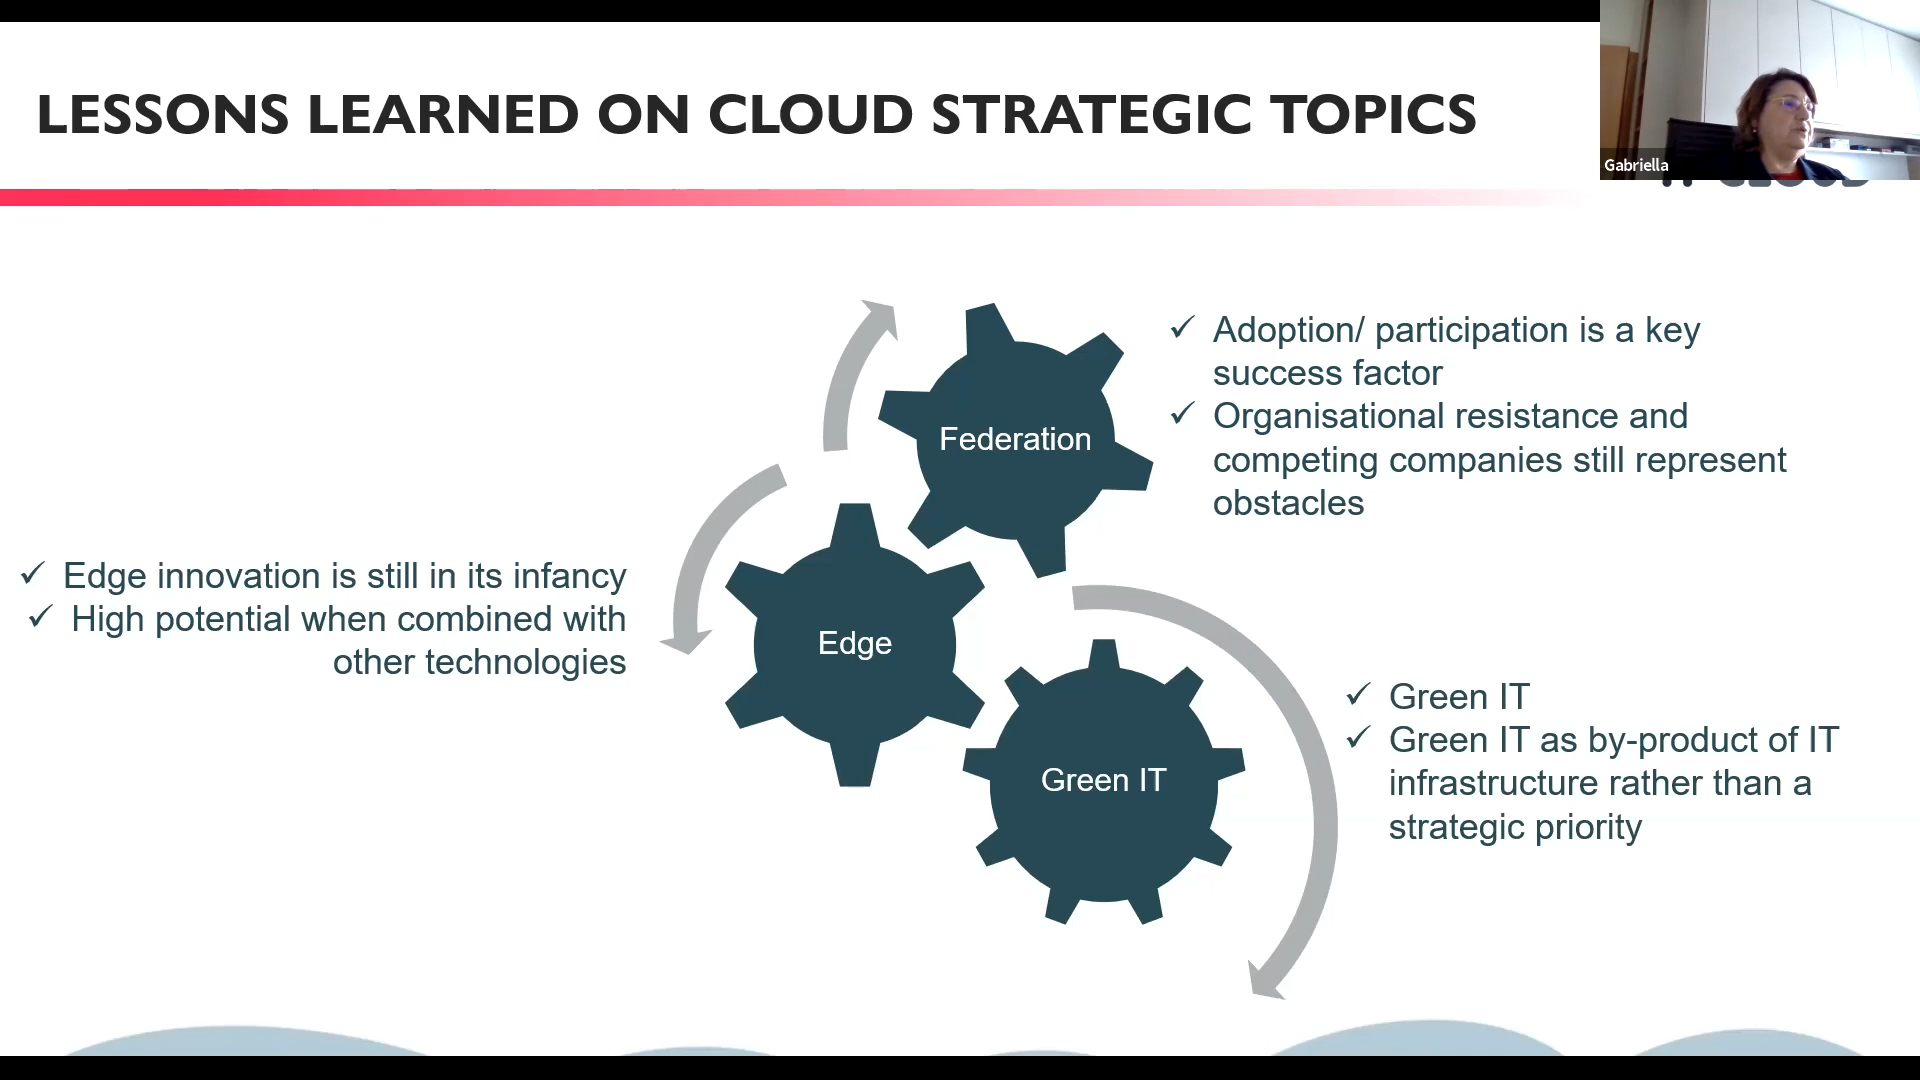 LESSONS LEARNED ON CLOUD STRATEGIC TOPICS
Gabriella
Federation
Adoption/ participation is a key
success factor
Organisational resistance and
competing companies still represent
obstacles
Edge innovation is still in its infancy
High potential when combined with
other technologies
Edge
Green IT
Green IT
Green IT as by-product of IT
infrastructure rather than a
strategic priority